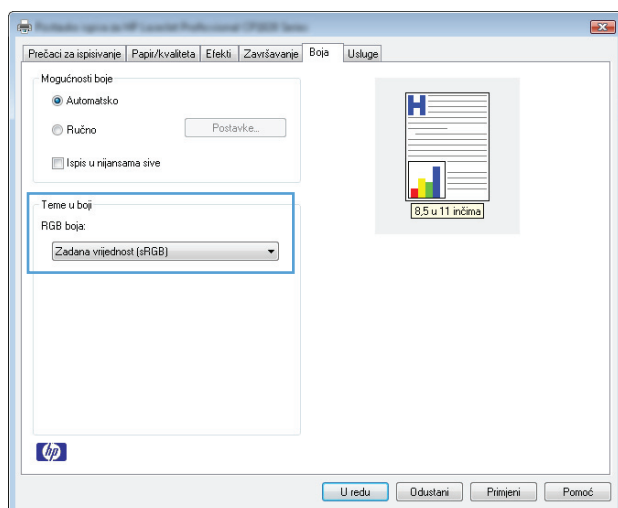 Prečaci za ispisivanje Papir/kvaliteta Efekti Završavanje Boja Usluge
Mogućnosti boje
Automatsko
Ručno Postavke...
Ispis u nijansama sive
H
8,5 u 11 inčima
Teme u boji
RGB boja:
Zadana vrijednost (sRGB)
hp
U redu Odustani Primjeni Pomoć